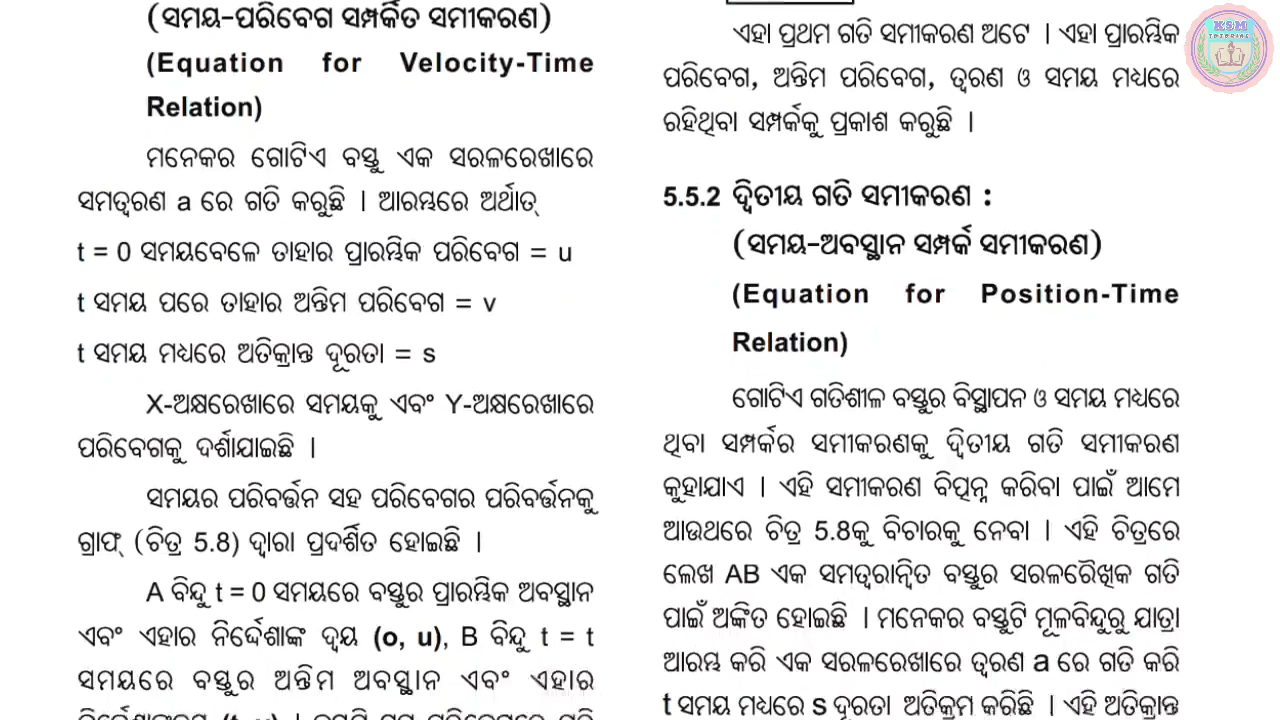 (ସମୟ-ପରିବେଗ ସମ୍ପର୍କିତ ସମୀକରଣ)
(Equation for Velocity-Time
Relation)
ମନେକର ଗୋଟିଏ ବସ୍ତୁ ଏକ ସରଳରେଖାରେ
ସମତ୍ୱରଣ a ରେ ଗତି କରୁଛି । ଆରମ୍ଭରେ ଅର୍ଥାତ୍
t = 0 ସମୟବେଳେ ତାହାର ପ୍ରାରମ୍ଭିକ ପରିବେଗ = u
t ସମୟ ପରେ ତାହାର ଅନ୍ତିମ ପରିବେଗ = v
t ସମୟ ମଧ୍ୟରେ ଅତିକ୍ରାନ୍ତ ଦୂରତା = s
X-ଅକ୍ଷରେଖାରେ ସମୟକୁ ଏବଂ Y-ଅକ୍ଷରେଖାରେ
ପରିବେଗକୁ ଦର୍ଶାଯାଇଛି ।
ସମୟର ପରିବର୍ତ୍ତନ ସହ ପରିବେଗର ପରିବର୍ତ୍ତନକୁ
ଗ୍ରାଫ୍ (ଚିତ୍ର 5.8) ଦ୍ୱାରା ପ୍ରଦର୍ଶିତ ହୋଇଛି ।
A ବିନ୍ଦୁ t = 0 ସମୟରେ ବସ୍ତୁର ପ୍ରାରମ୍ଭିକ ଅବସ୍ଥାନ
ଏବଂ ଏହାର ନିର୍ଦ୍ଦେଶାଙ୍କ ଦ୍ୱୟ (o, u), B ବିନ୍ଦୁ t = t
ସମୟରେ ବସ୍ତୁର ଅନ୍ତିମ ଅବସ୍ଥାନ ଏବଂ ଏହାର
ଏହା ପ୍ରଥମ ଗତି ସମୀକରଣ ଅଟେ । ଏହା ପ୍ରାରମ୍ଭିକ
ପରିବେଗ, ଅନ୍ତିମ ପରିବେଗ, ତ୍ୱରଣ ଓ ସମୟ ମଧ୍ୟରେ
ରହିଥିବା ସମ୍ପର୍କକୁ ପ୍ରକାଶ କରୁଛି ।
5.5.2 ଦ୍ୱିତୀୟ ଗତି ସମୀକରଣ :
(ସମୟ-ଅବସ୍ଥାନ ସମ୍ପର୍କ ସମୀକରଣ)
(Equation for Position-Time
Relation)
ଗୋଟିଏ ଗତିଶୀଳ ବସ୍ତୁର ବିସ୍ଥାପନ ଓ ସମୟ ମଧ୍ୟରେ
ଥିବା ସମ୍ପର୍କର ସମୀକରଣକୁ ଦ୍ୱିତୀୟ ଗତି ସମୀକରଣ
କୁହାଯାଏ । ଏହି ସମୀକରଣ ବିତ୍ପନ୍ନ କରିବା ପାଇଁ ଆମେ
ଆଉଥରେ ଚିତ୍ର 5.8କୁ ବିଚାରକୁ ନେବା । ଏହି ଚିତ୍ରରେ
ଲେଖ AB ଏକ ସମତ୍ୱରାନ୍ୱିତ ବସ୍ତୁର ସରଳରୈଖିକ ଗତି
ପାଇଁ ଅଙ୍କିତ ହୋଇଛି । ମନେକର ବସ୍ତୁଟି ମୂଳବିନ୍ଦୁରୁ ଯାତ୍ରା
ଆରମ୍ଭ କରି ଏକ ସରଳରେଖାରେ ତ୍ୱରଣ a ରେ ଗତି କରି
t ସମୟ ମଧ୍ୟରେ s ଦୂରତା ଅତିକ୍ରମ କରିଛି । ଏହି ଅତିକ୍ରାନ୍ତ
KSM